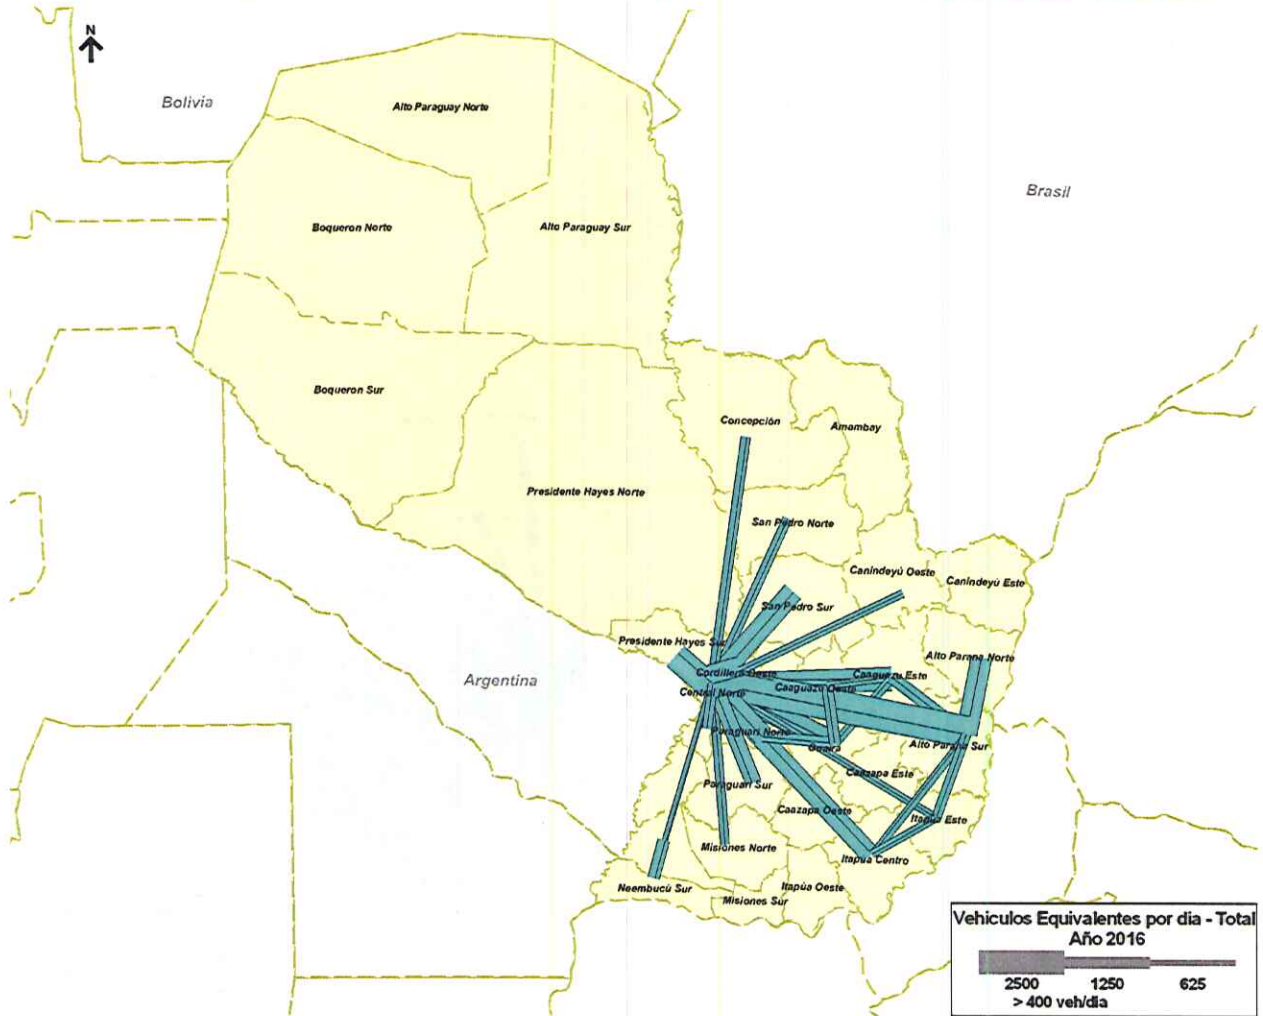 N
Bolivia
Alto Paraguay Norte
Brasil
Boqueron Norte
Alto Paraguay Sur
Boqueron Sur
Concepción
Amambay
Presidente Hayes Norte
San Pedro Norte
Canindeyú Oeste
Canindeyú Este
San Pedro Sur
Presidente Hayes Sur
Alto Parana Norte
Argentina
Cordillera Oeste
Caaguazu Este
Caaguazu Oeste
Central Norte
Paraguari Norte
Guaira
Alto Parana Sur
Caazapa Este
Paraguari Sur
Caazapa Oeste
Itapúa Este
Misiones Norte
Itapúa Centro
Neembucú Sur
Itapúa Oeste
Misiones Sur
Vehiculos Equivalentes por dia - Total
Año 2016
2500 1250 625
> 400 veh/dia